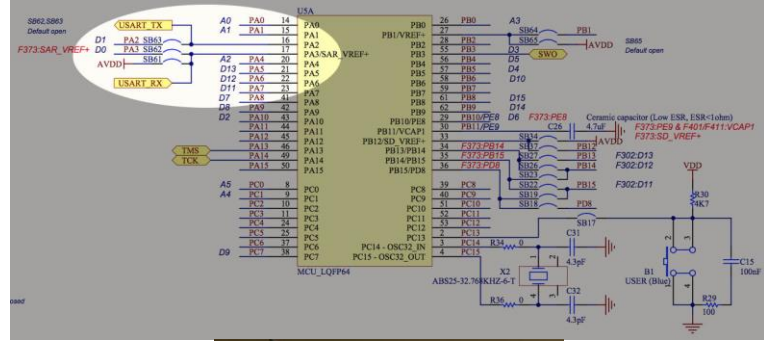 U5A
SB62,SB63
Default open
USART_TX
D1 PA2 SB63
F373:SAR_VREF+ D0 PA3 SB62
AVDD SB61
USART_RX
A0 PA0 14 PA0
A1 PA1 15 PA1
16 PA2
17 PA3/SAR_VREF+
A2 PA4 20 PA4
D13 PA5 21 PA5
D12 PA6 22 PA6
D11 PA7 23 PA7
D7 PA8 41 PA8
D8 PA9 42 PA9
D2 PA10 43 PA10
PA11 44 PA11
PA12 45 PA12
TMS PA13 46 PA13
TCK PA14 49 PA14
PA15 50 PA15
A5 PC0 8 PC0
A4 PC1 9 PC1
PC2 10 PC2
PC3 11 PC3
PC4 24 PC4
PC5 25 PC5
PC6 37 PC6
D9 PC7 38 PC7
MCU_LQFP64
PB0 26 PB0 A3
PB1/VREF+ 27 SB64 PB1
PB2 28 PB2 SB65 AVDD
SB65
Default open
PB3 55 PB3 D3 SWO
PB4 56 PB4 D5
PB5 57 PB5 D4
PB6 58 PB6 D10
PB7 59 PB7
PB8 61 PB8 D15
PB9 62 PB9 D14
PB10/PE8 29 PB10/PE8 D6 F373:PE8
PB11/VCAP1 30 PB11/PE9 C26 4.7uF
Ceramic capacitor (Low ESR, ESR<1ohm)
F373:PE9 & F401/F411:VCAP1
F373:SD_VREF+
PB12/SD_VREF+ 33 SB34 AVDD
PB13/PB14 34 F373:PB14 SB37 PB12
PB14/PB15 35 F373:PB15 SB27 PB13 F302:D13
PB15/PD8 36 F373:PD8 SB26 PB14 F302:D12
SB23
SB22 PB15 F302:D11
SB19
SB18 PD8
SB17
PC8 39 PC8
PC9 40 PC9
PC10 51 PC10
PC11 52 PC11
PC12 53 PC12
PC13 2 PC13
PC14 - OSC32_IN 3 PC14 R34 0
PC15 - OSC32_OUT 4 PC15
C31
4.3pF
X2
ABS25-32.768KHZ-6-T
R36 0
C32
4.3pF
VDD
R30
4K7
B1
USER (Blue)
C15
100nF
R29
100